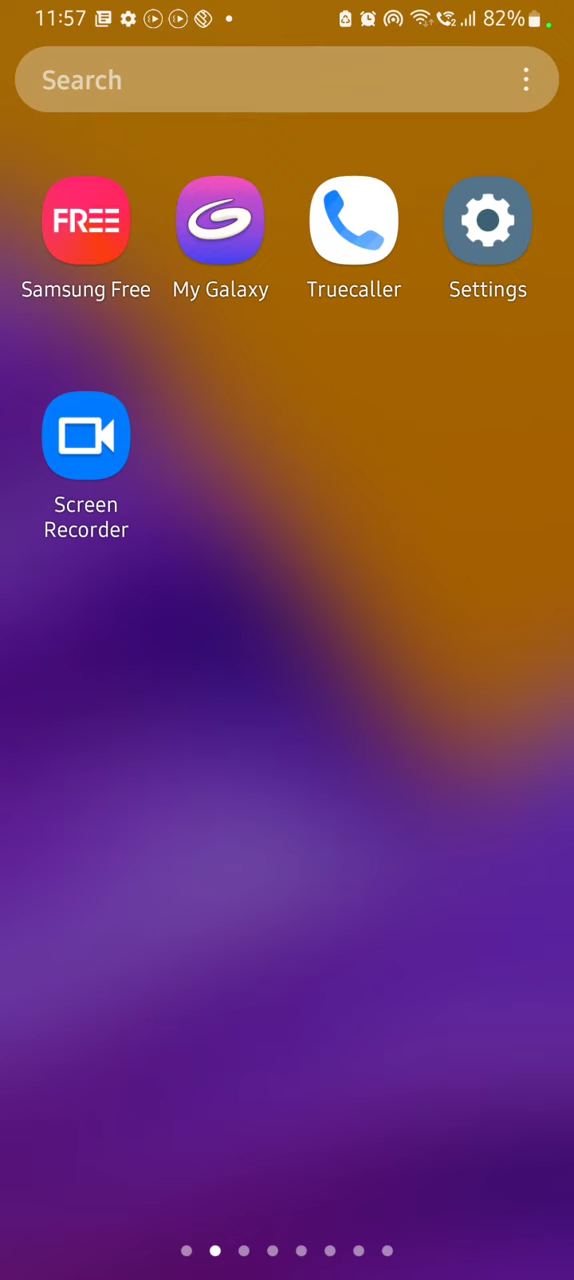 11:57 82%
Search
FREE
Samsung Free My Galaxy Truecaller Settings
Screen
Recorder